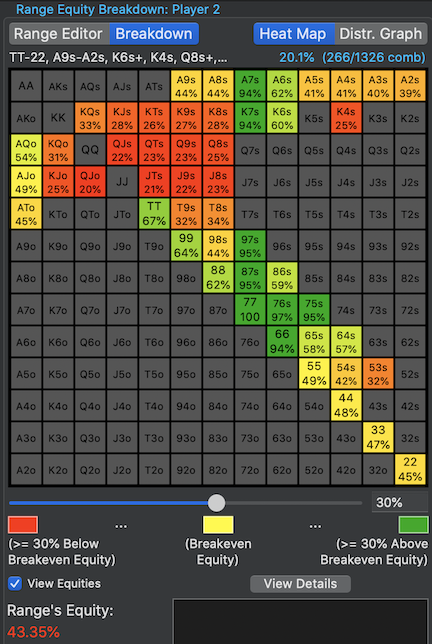 Range Equity Breakdown: Player 2
Range Editor Breakdown Heat Map Distr. Graph
TT-22, A9s-A2s, K6s+, K4s, Q8s+,... 20.1% (266/1326 comb)
AA AKs AQs AJs ATs A9s 44% A8s 44% A7s 94% A6s 62% A5s 41% A4s 41% A3s 40% A2s 39%
AKo KK KQs 33% KJs 28% KTs 26% K9s 27% K8s 28% K7s 94% K6s 60% K5s K4s 25% K3s K2s
AQo 54% KQo 31% QQ QJs 22% QTs 23% Q9s 23% Q8s 25% Q7s Q6s Q5s Q4s Q3s Q2s
AJo 49% KJo 25% QJo 20% JJ JTs 21% J9s 22% J8s 23% J7s J6s J5s J4s J3s J2s
ATo 45% KTo QTo JTo TT 67% T9s 32% T8s 34% T7s T6s T5s T4s T3s T2s
A9o K9o Q9o J9o T9o 99 64% 98s 44% 97s 95% 96s 95s 94s 93s 92s
A8o K8o Q8o J8o T8o 98o 88 62% 87s 95% 86s 59% 85s 84s 83s 82s
A7o K7o Q7o J7o T7o 97o 87o 77 100 76s 97% 75s 95% 74s 73s 72s
A6o K6o Q6o J6o T6o 96o 86o 76o 66 94% 65s 58% 64s 57% 63s 62s
A5o K5o Q5o J5o T5o 95o 85o 75o 65o 55 49% 54s 42% 53s 32% 52s
A4o K4o Q4o J4o T4o 94o 84o 74o 64o 54o 44 48% 43s 42s
A3o K3o Q3o J3o T3o 93o 83o 73o 63o 53o 43o 33 47% 32s
A2o K2o Q2o J2o T2o 92o 82o 72o 62o 52o 42o 32o 22 45%
30%
... ...
(>= 30% Below Breakeven Equity) (Breakeven Equity) (>= 30% Above Breakeven Equity)
View Equities View Details
Range's Equity:
43.35%